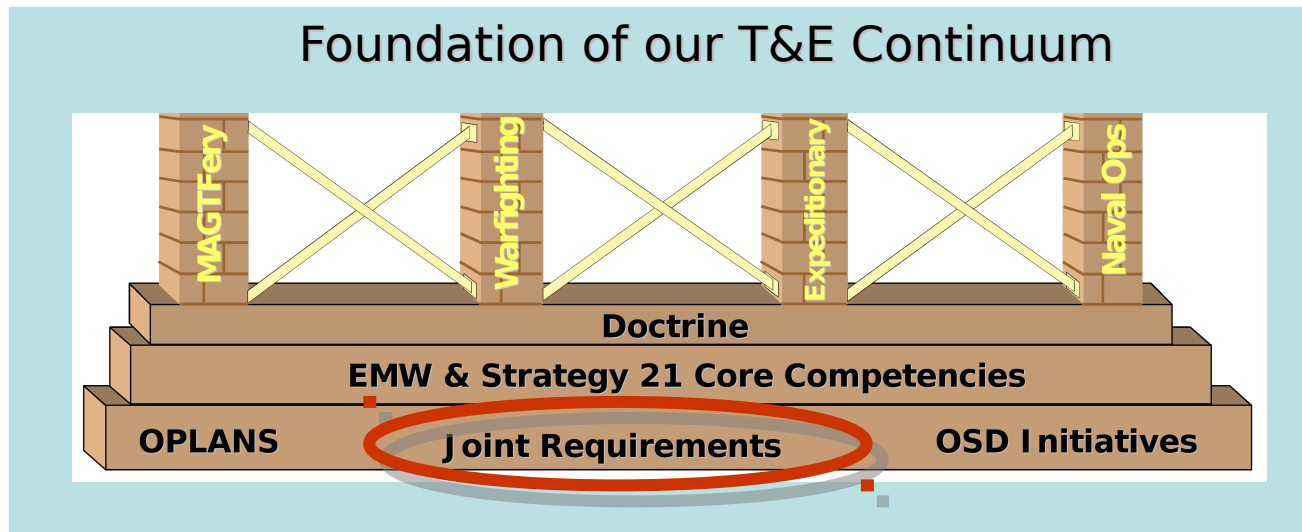 Foundation of our T&E Continuum
MAGTFery
Warfighting
Expeditionary
Naval Ops
Doctrine
EMW & Strategy 21 Core Competencies
OPLANS
Joint Requirements
OSD Initiatives